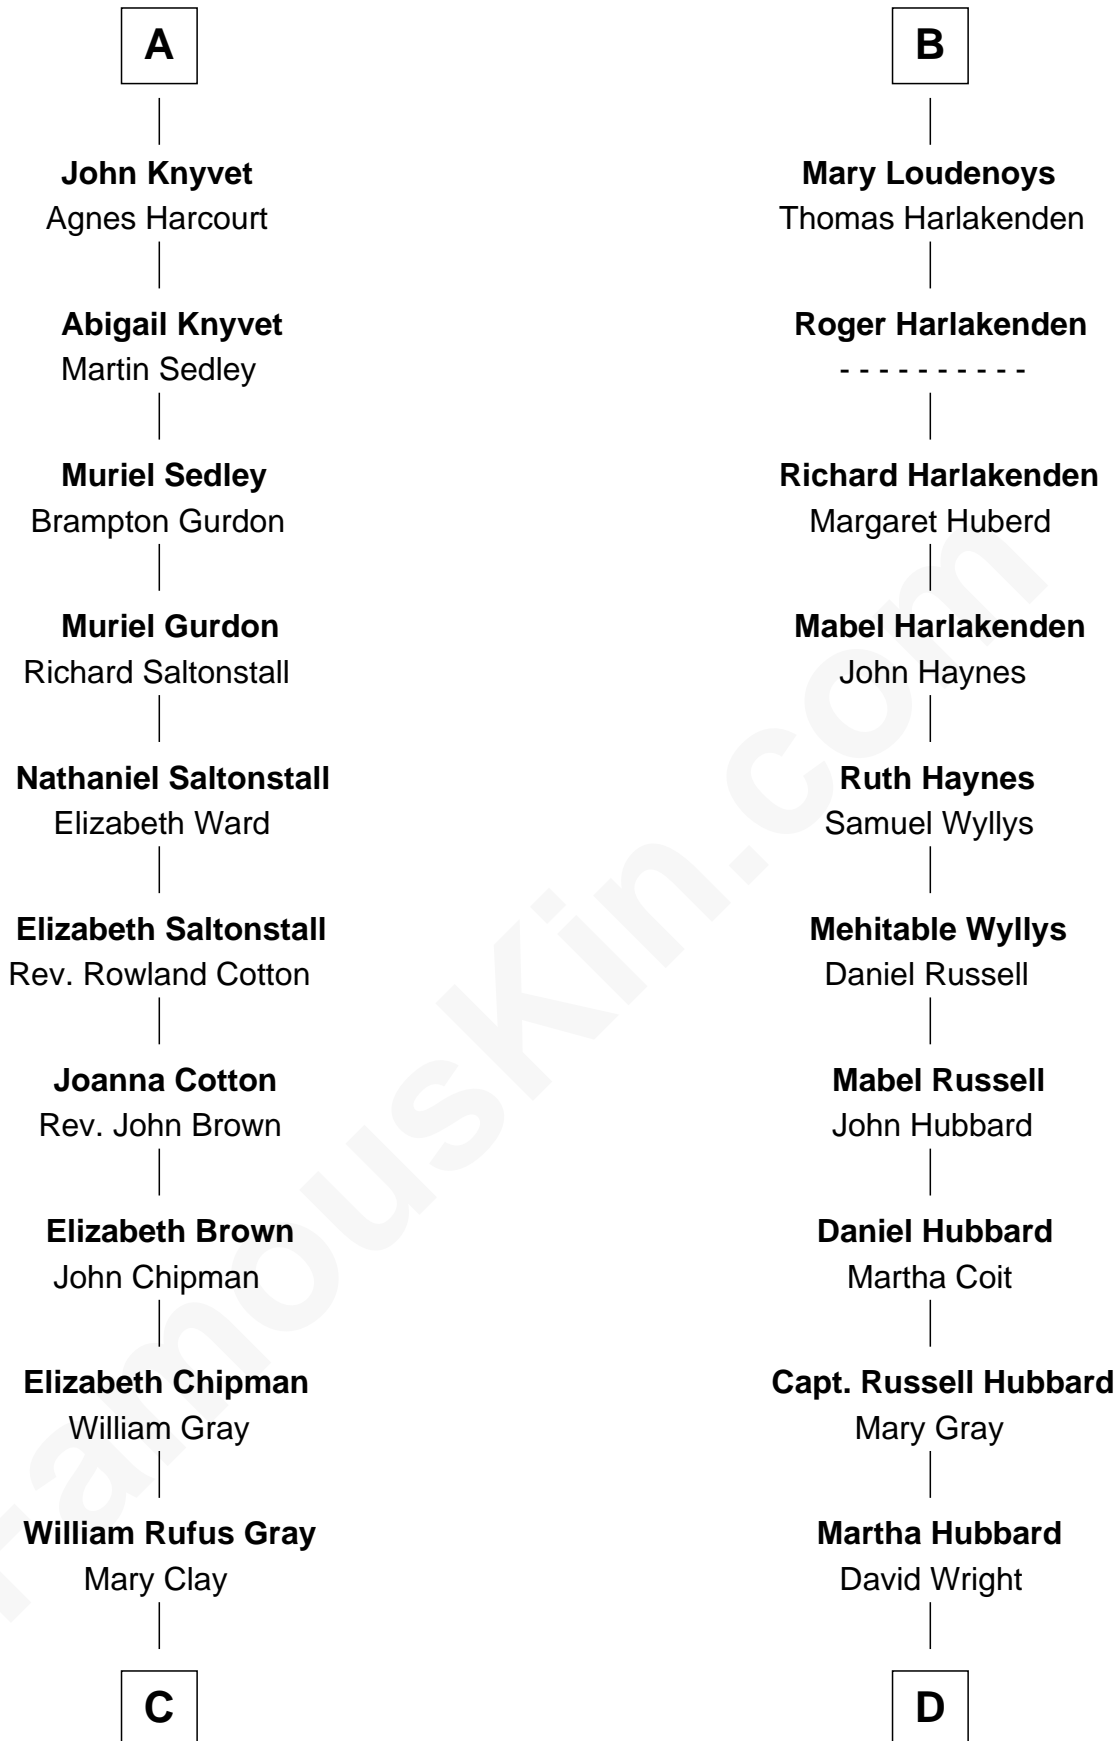 A
John Knyvet
Agnes Harcourt
Abigail Knyvet
Martin Sedley
Muriel Sedley
Brampton Gurdon
Muriel Gurdon
Richard Saltonstall
Nathaniel Saltonstall
Elizabeth Ward
Elizabeth Saltonstall
Rev. Rowland Cotton
Joanna Cotton
Rev. John Brown
Elizabeth Brown
John Chipman
Elizabeth Chipman
William Gray
William Rufus Gray
Mary Clay
C
B
Mary Loudenoys
Thomas Harlakenden
Roger Harlakenden
- - - - - - - - - -
Richard Harlakenden
Margaret Huberd
Mabel Harlakenden
John Haynes
Ruth Haynes
Samuel Wyllys
Mehitable Wyllys
Daniel Russell
Mabel Russell
John Hubbard
Daniel Hubbard
Martha Coit
Capt. Russell Hubbard
Mary Gray
Martha Hubbard
David Wright
D
FamousKin.com